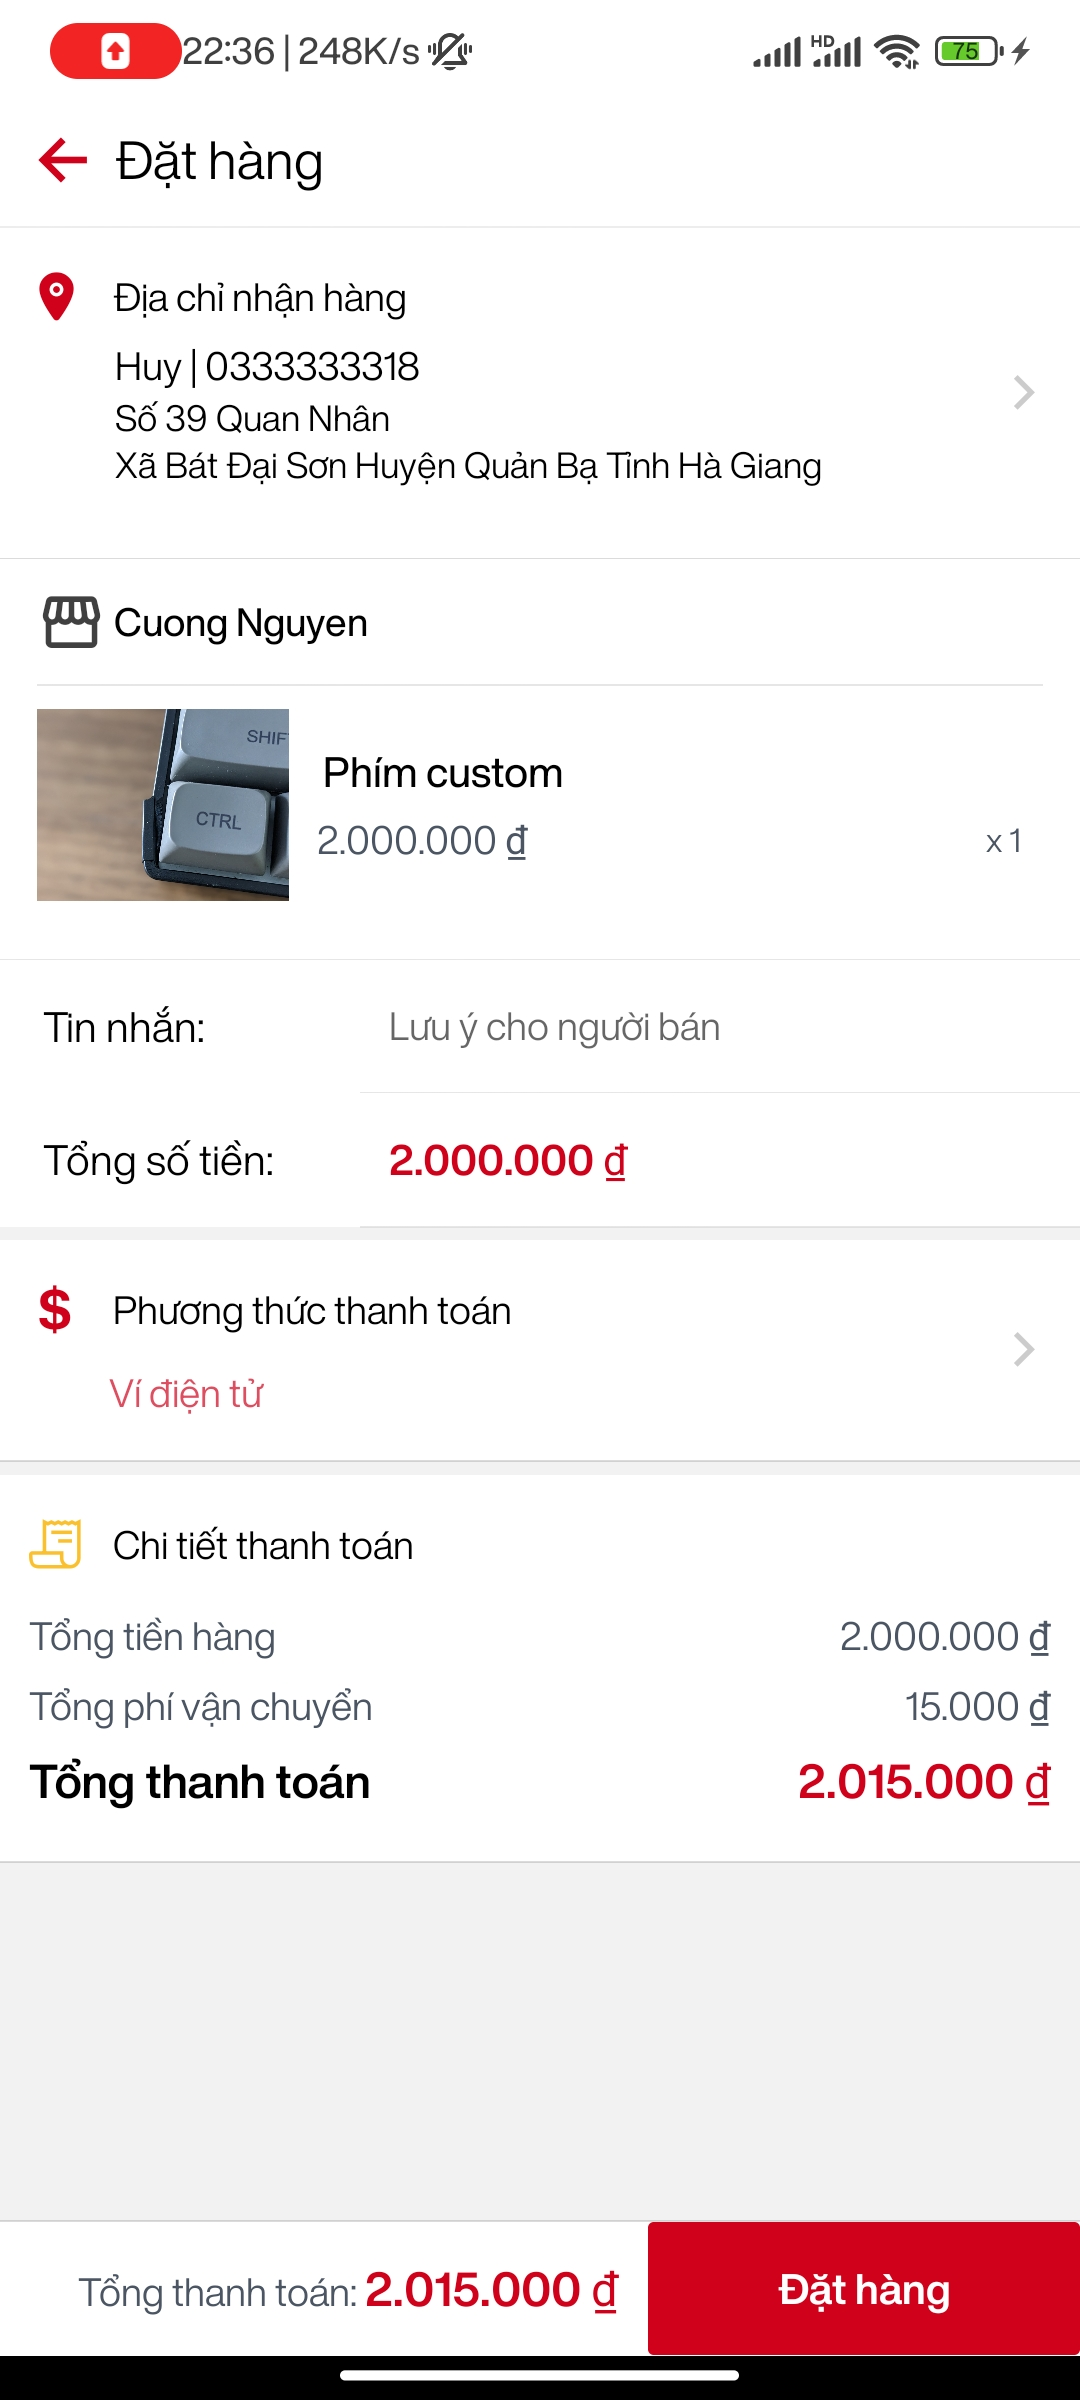 22:36 | 248K/s
HD
75
Đặt hàng
Địa chỉ nhận hàng
Huy | 0333333318
Số 39 Quan Nhân
Xã Bát Đại Sơn Huyện Quản Bạ Tỉnh Hà Giang
Cuong Nguyen
SHIF
CTRL
Phím custom
2.000.000 ₫
x 1
Tin nhắn:
Lưu ý cho người bán
Tổng số tiền:
2.000.000 ₫
$
Phương thức thanh toán
Ví điện tử
Chi tiết thanh toán
Tổng tiền hàng
2.000.000 ₫
Tổng phí vận chuyển
15.000 ₫
Tổng thanh toán
2.015.000 ₫
Tổng thanh toán: 2.015.000 ₫
Đặt hàng